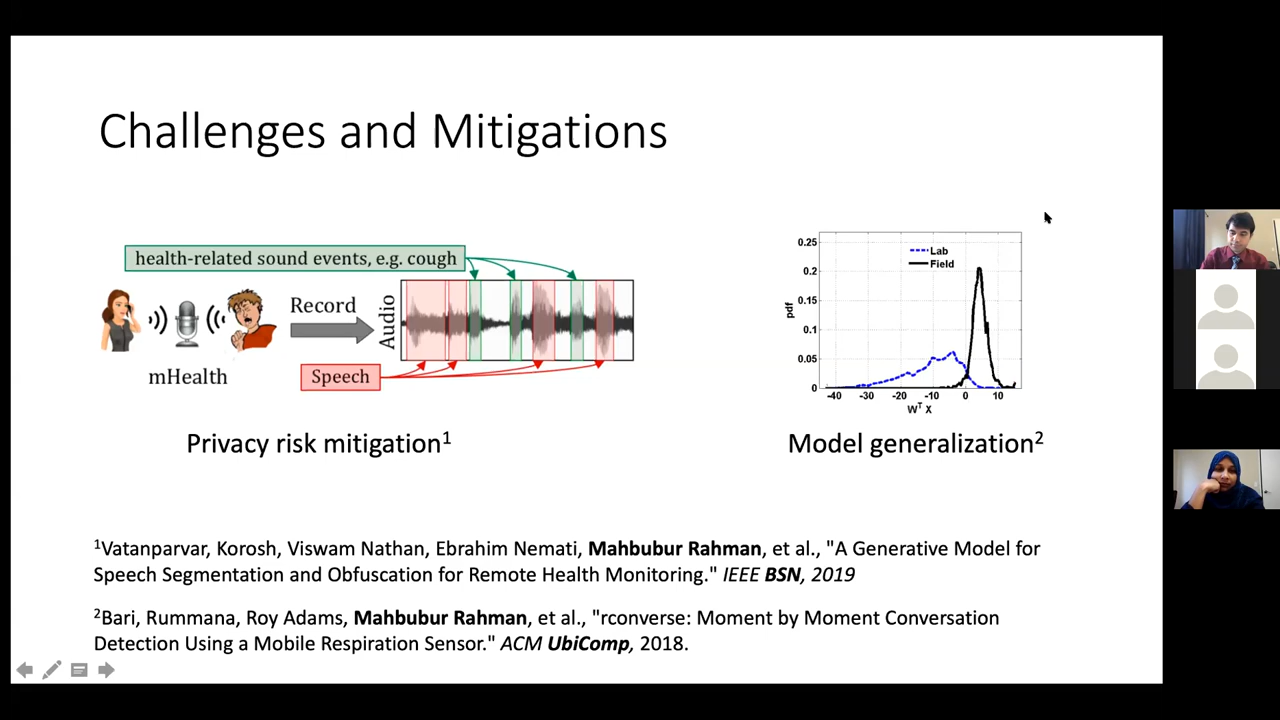 Challenges and Mitigations
health-related sound events, e.g. cough
Record
Audio
mHealth
Speech
Privacy risk mitigation1
0.25
0.2
0.15
0.1
0.05
0
pdf
Lab
Field
-40 -30 -20 -10 0 10
W^T X
Model generalization2
1Vatanparvar, Korosh, Viswam Nathan, Ebrahim Nemati, Mahbubur Rahman, et al., "A Generative Model for
Speech Segmentation and Obfuscation for Remote Health Monitoring." IEEE BSN, 2019
2Bari, Rummana, Roy Adams, Mahbubur Rahman, et al., "rconverse: Moment by Moment Conversation
Detection Using a Mobile Respiration Sensor." ACM UbiComp, 2018.